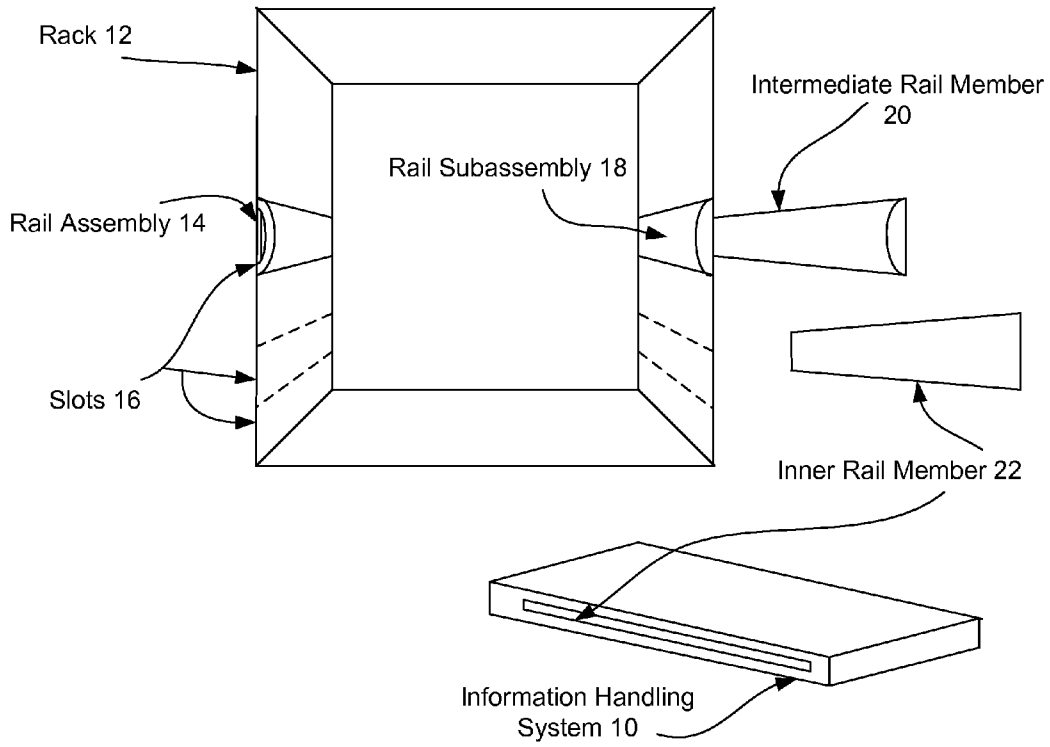 Rack 12
Intermediate Rail Member
20
Rail Subassembly 18
Rail Assembly 14
Slots 16
Inner Rail Member 22
Information Handling
System 10